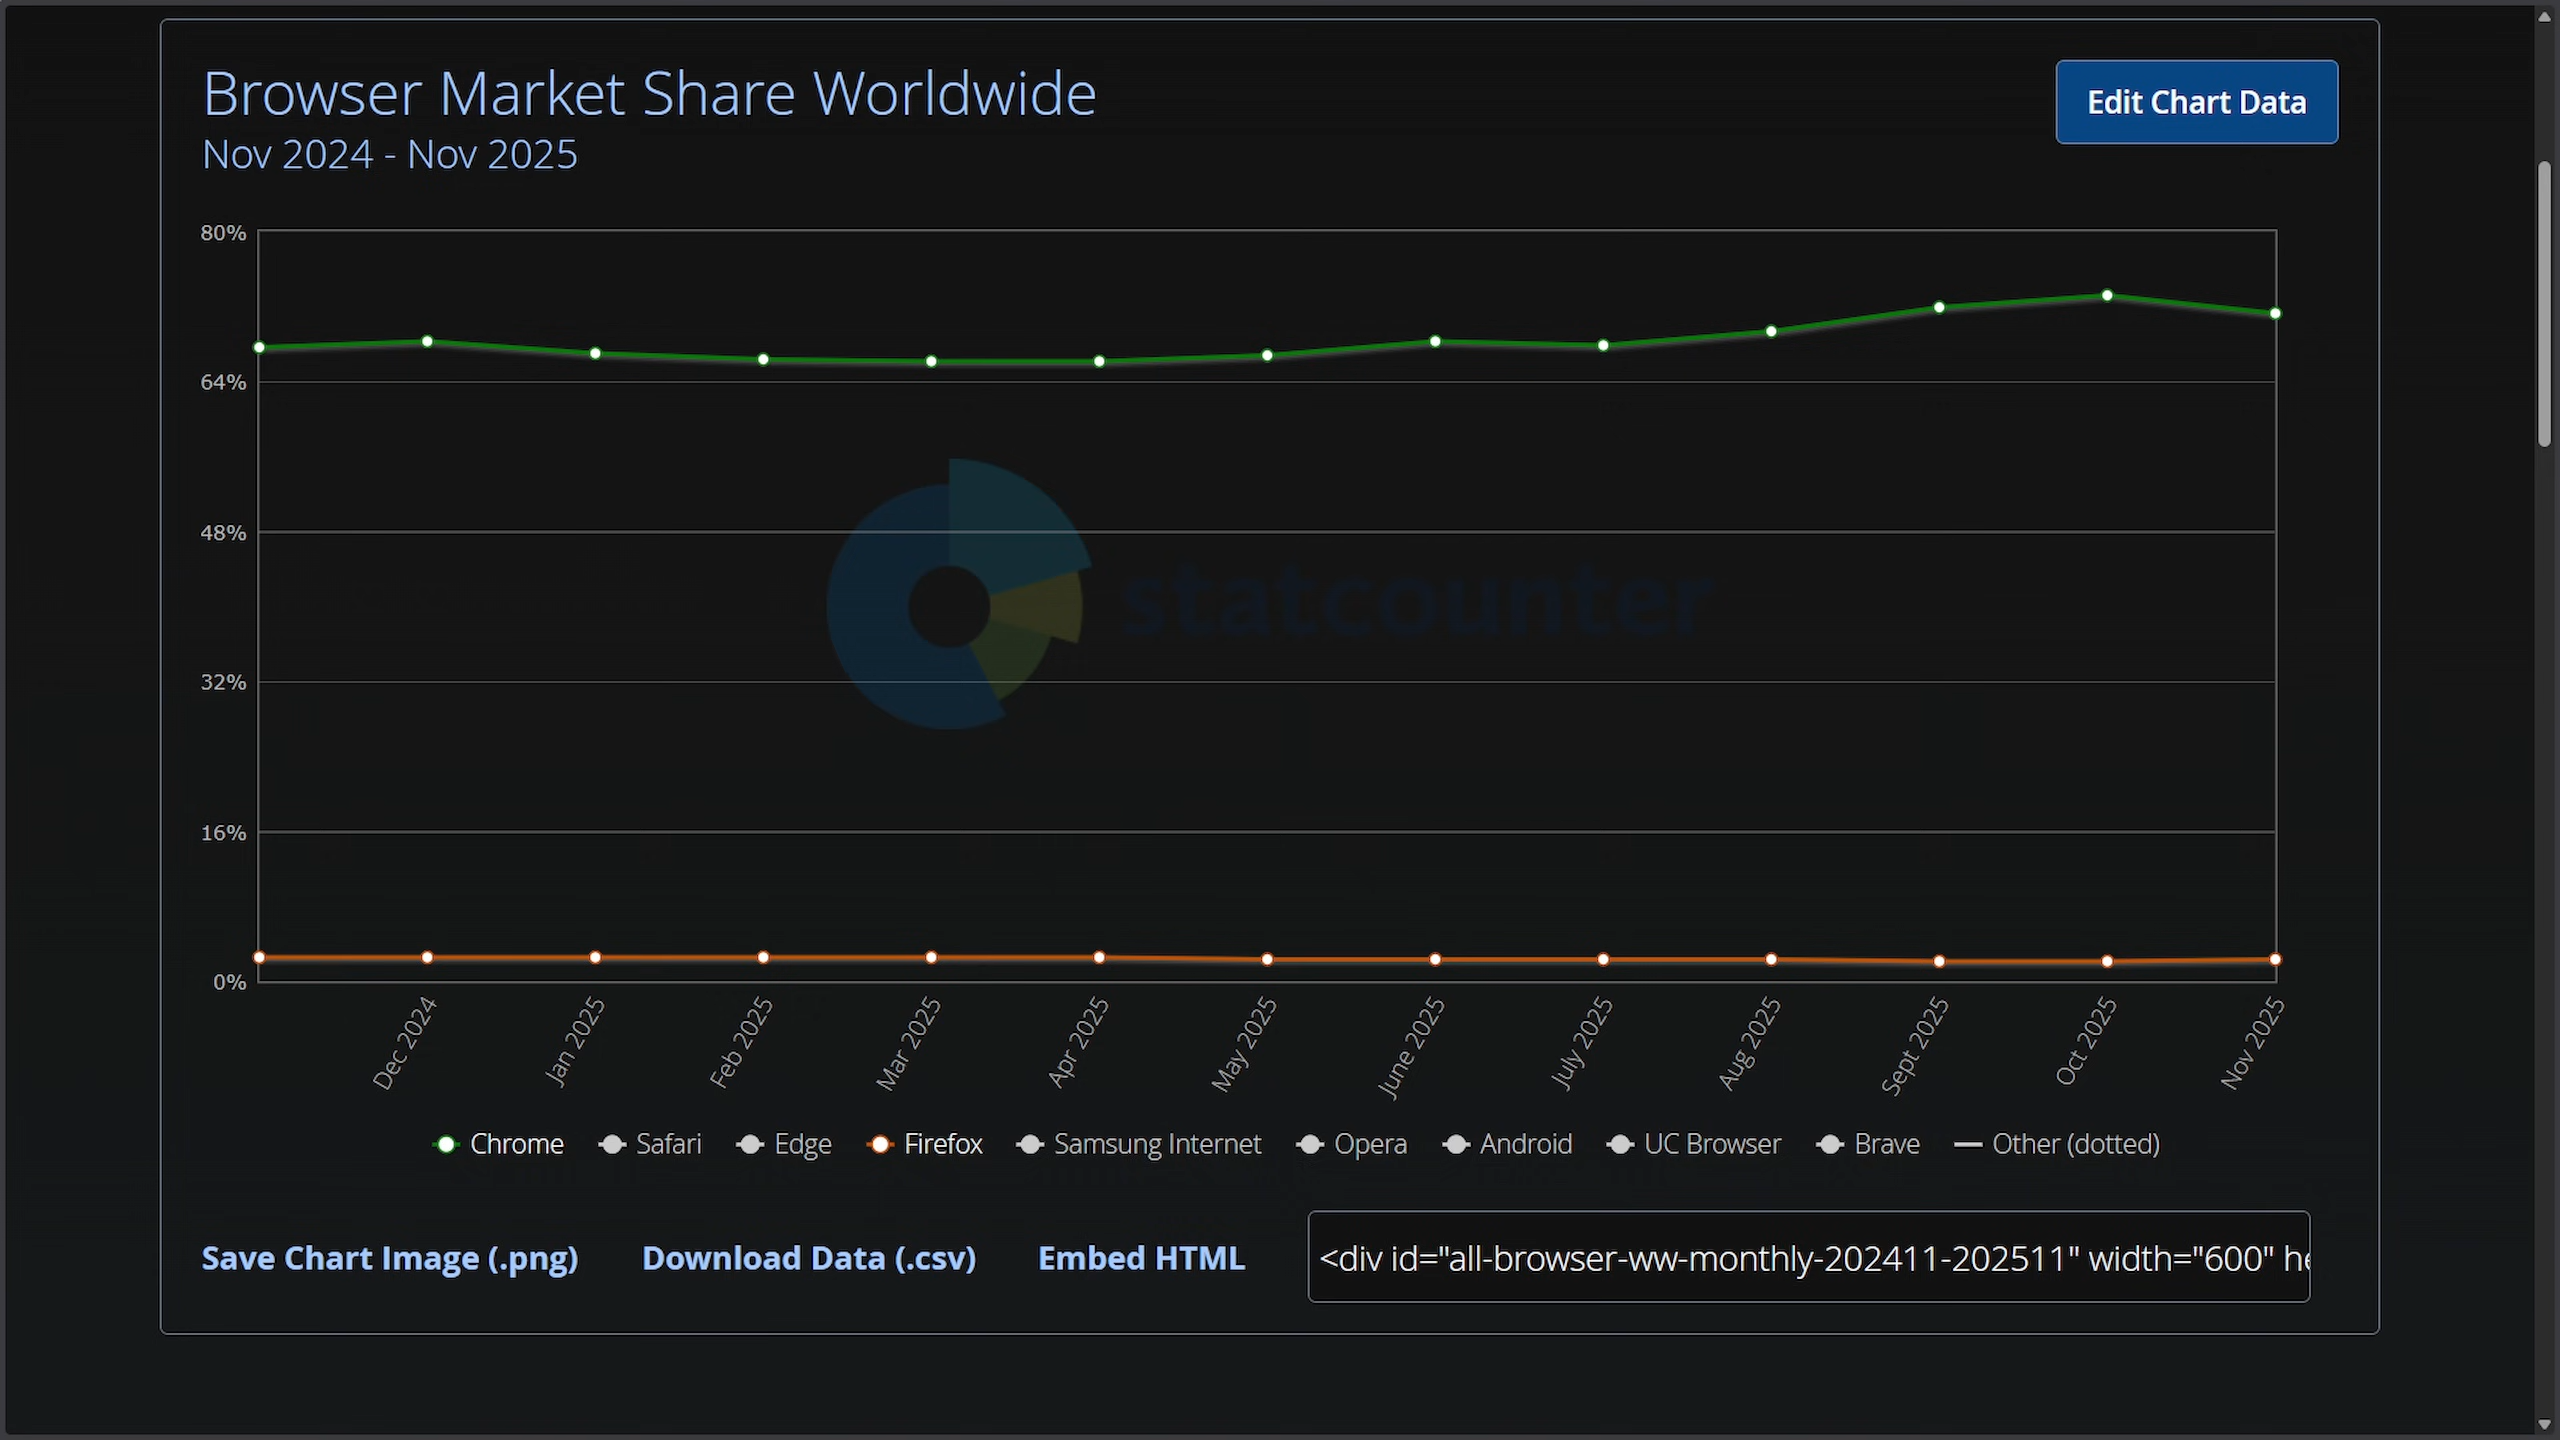 Browser Market Share Worldwide
Nov 2024 - Nov 2025
Edit Chart Data
80%
64%
48%
32%
16%
0%
statcounter
Dec 2024
Jan 2025
Feb 2025
Mar 2025
Apr 2025
May 2025
June 2025
July 2025
Aug 2025
Sept 2025
Oct 2025
Nov 2025
Chrome Safari Edge Firefox Samsung Internet Opera Android UC Browser Brave Other (dotted)
Save Chart Image (.png) Download Data (.csv) Embed HTML <div id="all-browser-ww-monthly-202411-202511" width="600" he